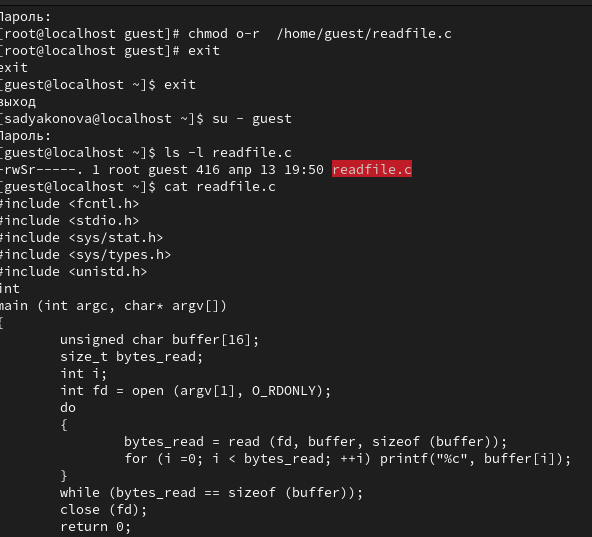 Пароль:
[root@localhost guest]# chmod o-r  /home/guest/readfile.c
[root@localhost guest]# exit
exit
[guest@localhost ~]$ exit
выход
[sadyakonova@localhost ~]$ su - guest
Пароль:
[guest@localhost ~]$ ls -l readfile.c
-rwSr-----. 1 root guest 416 апр 13 19:50 readfile.c
[guest@localhost ~]$ cat readfile.c
#include <fcntl.h>
#include <stdio.h>
#include <sys/stat.h>
#include <sys/types.h>
#include <unistd.h>
int
main (int argc, char* argv[])
{
        unsigned char buffer[16];
        size_t bytes_read;
        int i;
        int fd = open (argv[1], O_RDONLY);
        do
        {
                bytes_read = read (fd, buffer, sizeof (buffer));
                for (i =0; i < bytes_read; ++i) printf("%c", buffer[i]);
        }
        while (bytes_read == sizeof (buffer));
        close (fd);
        return 0;